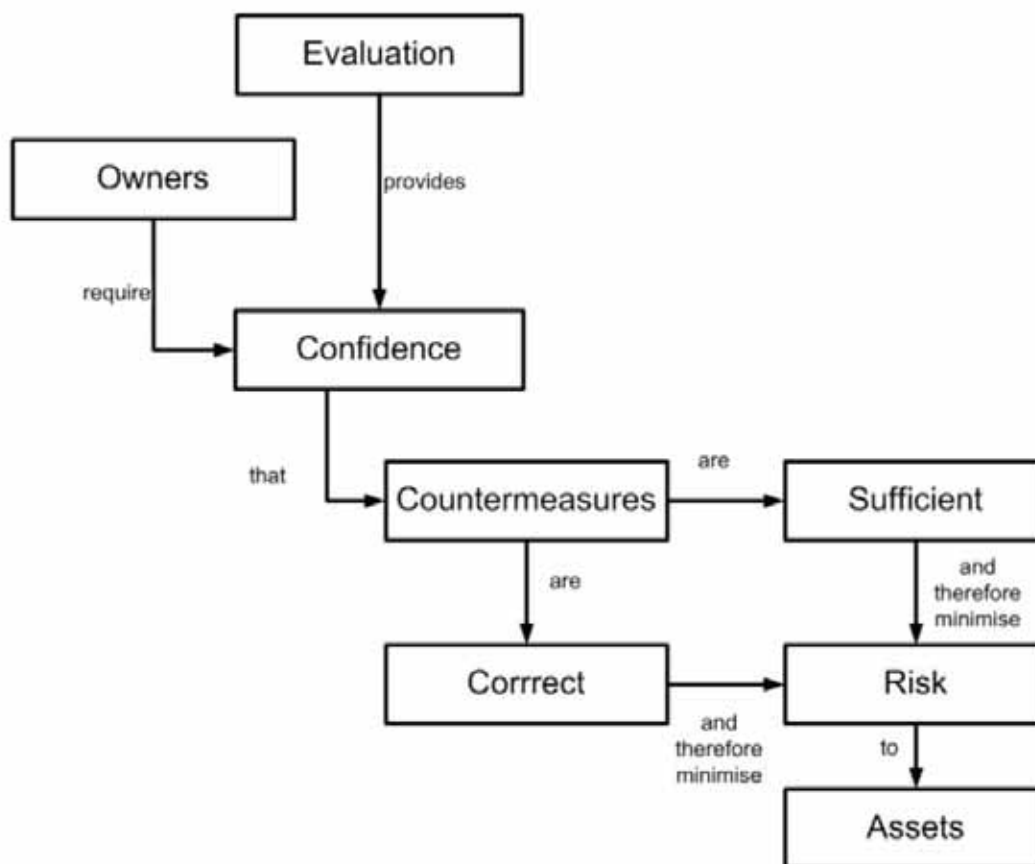 Evaluation
Owners
provides
require
Confidence
that
Countermeasures
are
Sufficient
are
and
therefore
minimise
Corrrect
and
therefore
minimise
Risk
to
Assets